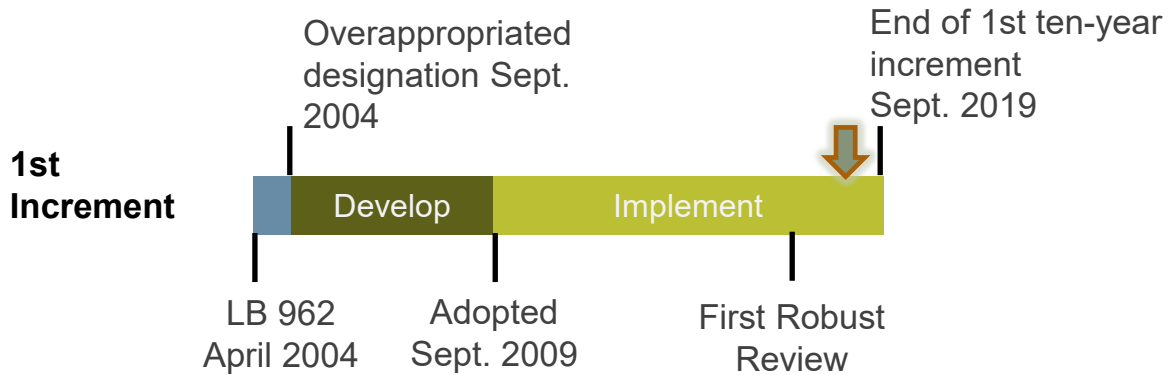 Overappropriated
designation Sept.
2004
End of 1st ten-year
increment
Sept. 2019
1st
Increment
Develop
Implement
LB 962
April 2004
Adopted
Sept. 2009
First Robust
Review